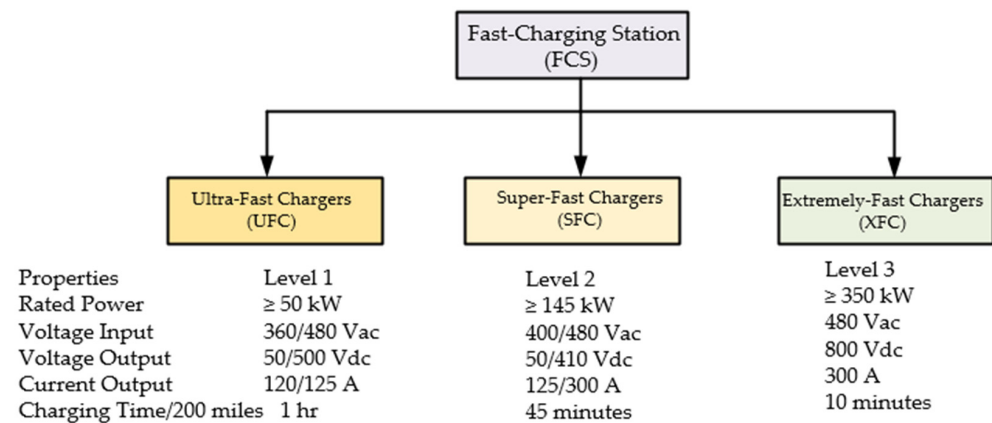 Fast-Charging Station
(FCS)
Ultra-Fast Chargers
(UFC)
Super-Fast Chargers
(SFC)
Extremely-Fast Chargers
(XFC)
Properties Level 1 Level 2 Level 3
Rated Power ≥ 50 kW ≥ 145 kW ≥ 350 kW
Voltage Input 360/480 Vac 400/480 Vac 480 Vac
Voltage Output 50/500 Vdc 50/410 Vdc 800 Vdc
Current Output 120/125 A 125/300 A 300 A
Charging Time/200 miles 1 hr 45 minutes 10 minutes